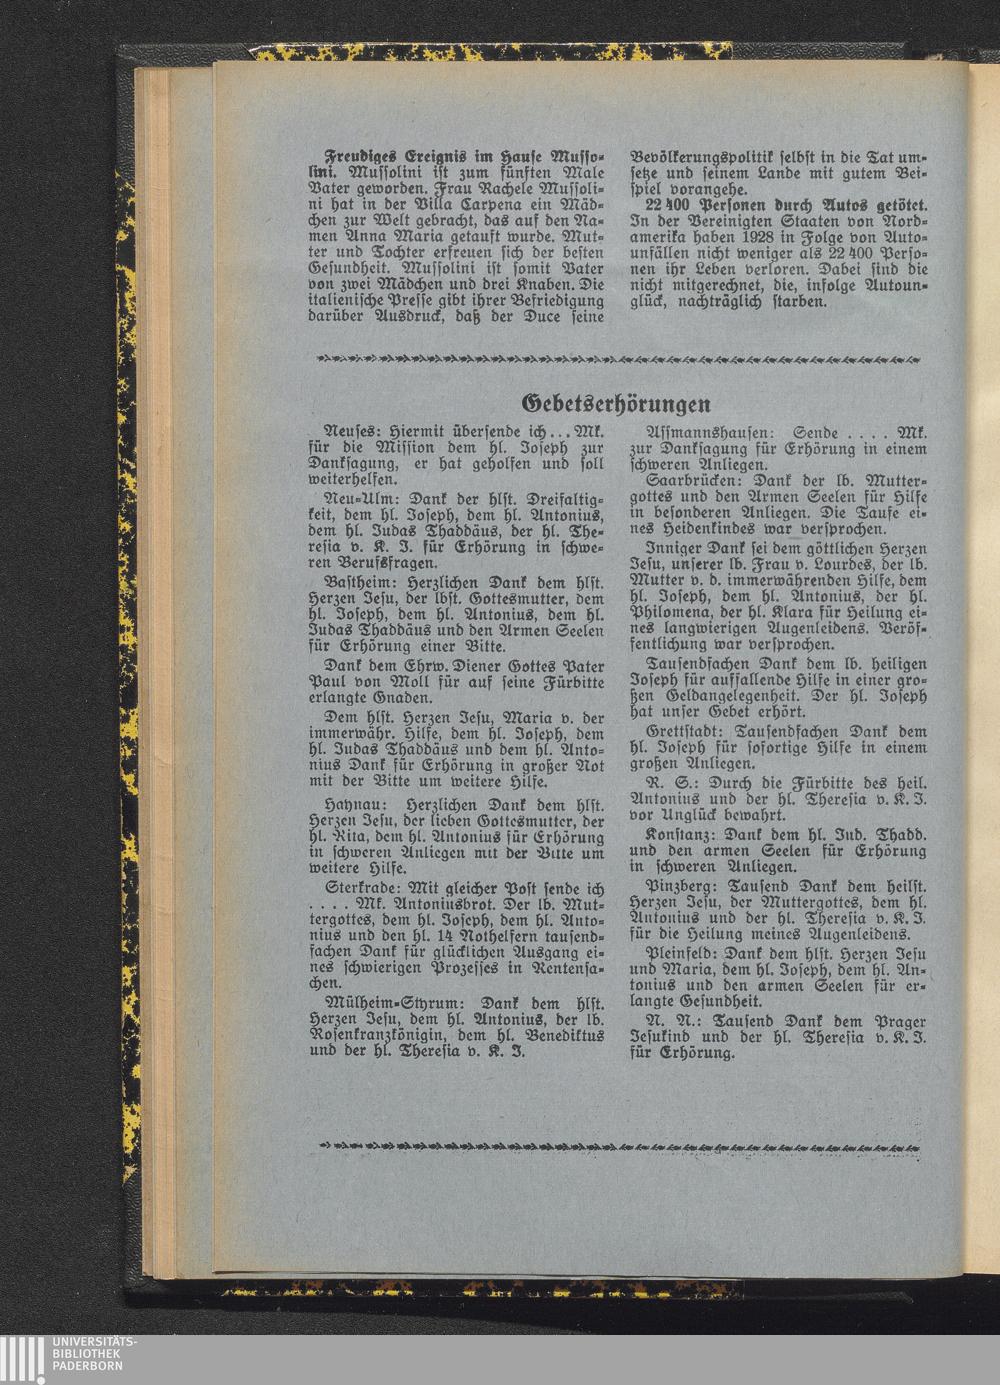 Freudiges Ereignis im Hause Musso-
lini. Mussolini ist zum fünften Male
Vater geworden. Frau Rachele Mussoli-
ni hat in der Villa Carpena ein Mäd-
chen zur Welt gebracht, das auf den Na-
men Anna Maria getauft wurde. Mut-
ter und Tochter erfreuen sich der besten
Gesundheit. Mussolini ist somit Vater
von zwei Mädchen und drei Knaben. Die
italienische Presse gibt ihrer Befriedigung
darüber Ausdruck, daß der Duce seine
Bevölkerungspolitik selbst in die Tat um-
setze und seinem Lande mit gutem Bei-
spiel vorangehe.
22 400 Personen durch Autos getötet.
In der Vereinigten Staaten von Nord-
amerika haben 1928 in Folge von Auto-
unfällen nicht weniger als 22 400 Perso-
nen ihr Leben verloren. Dabei sind die
nicht mitgerechnet, die, infolge Autoun-
glück, nachträglich starben.
Gebetserhörungen
Neuses: Hiermit übersende ich ... Mk.
für die Mission dem hl. Joseph zur
Danksagung, er hat geholfen und soll
weiterhelfen.
Neu-Ulm: Dank der hlst. Dreifaltig-
keit, dem hl. Joseph, dem hl. Antonius,
dem hl. Judas Thaddäus, der hl. The-
resia v. K. J. für Erhörung in schwe-
ren Berufsfragen.
Bastheim: Herzlichen Dank dem hlst.
Herzen Jesu, der lbst. Gottesmutter, dem
hl. Joseph, dem hl. Antonius, dem hl.
Judas Thaddäus und den Armen Seelen
für Erhörung einer Bitte.
Dank dem Ehrw. Diener Gottes Pater
Paul von Moll für auf seine Fürbitte
erlangte Gnaden.
Dem hlst. Herzen Jesu, Maria v. der
immerwähr. Hilfe, dem hl. Joseph, dem
hl. Judas Thaddäus und dem hl. Anto-
nius Dank für Erhörung in großer Not
mit der Bitte um weitere Hilfe.
Haynau: Herzlichen Dank dem hlst.
Herzen Jesu, der lieben Gottesmutter, der
hl. Rita, dem hl. Antonius für Erhörung
in schweren Anliegen mit der Bitte um
weitere Hilfe.
Sterkrade: Mit gleicher Post sende ich
. . . . Mk. Antoniusbrot. Der lb. Mut-
tergottes, dem hl. Joseph, dem hl. Anto-
nius und den hl. 14 Nothelfern tausend-
fachen Dank für glücklichen Ausgang ei-
nes schwierigen Prozesses in Rentensa-
chen.
Mülheim-Styrum: Dank dem hlst.
Herzen Jesu, dem hl. Antonius, der lb.
Rosenkranzkönigin, dem hl. Benediktus
und der hl. Theresia v. K. J.
Assmannshausen: Sende . . . . Mk.
zur Danksagung für Erhörung in einem
schweren Anliegen.
Saarbrücken: Dank der lb. Mutter-
gottes und den Armen Seelen für Hilfe
in besonderen Anliegen. Die Taufe ei-
nes Heidenkindes war versprochen.
Inniger Dank sei dem göttlichen Herzen
Jesu, unserer lb. Frau v. Lourdes, der lb.
Mutter v. d. immerwährenden Hilfe, dem
hl. Joseph, dem hl. Antonius, der hl.
Philomena, der hl. Klara für Heilung ei-
nes langwierigen Augenleidens. Veröf-
fentlichung war versprochen.
Tausendfachen Dank dem lb. heiligen
Joseph für auffallende Hilfe in einer gro-
ßen Geldangelegenheit. Der hl. Joseph
hat unser Gebet erhört.
Grettstadt: Tausendfachen Dank dem
hl. Joseph für sofortige Hilfe in einem
großen Anliegen.
R. S.: Durch die Fürbitte des heil.
Antonius und der hl. Theresia v. K. J.
vor Unglück bewahrt.
Konstanz: Dank dem hl. Jud. Thadd.
und den armen Seelen für Erhörung
in schweren Anliegen.
Pinzberg: Tausend Dank dem heilst.
Herzen Jesu, der Muttergottes, dem hl.
Antonius und der hl. Theresia v. K. J.
für die Heilung meines Augenleidens.
Pleinfeld: Dank dem hlst. Herzen Jesu
und Maria, dem hl. Joseph, dem hl. An-
tonius und den armen Seelen für er-
langte Gesundheit.
N. N.: Tausend Dank dem Prager
Jesukind und der hl. Theresia v. K. J.
für Erhörung.
UNIVERSITÄTS-
BIBLIOTHEK
PADERBORN